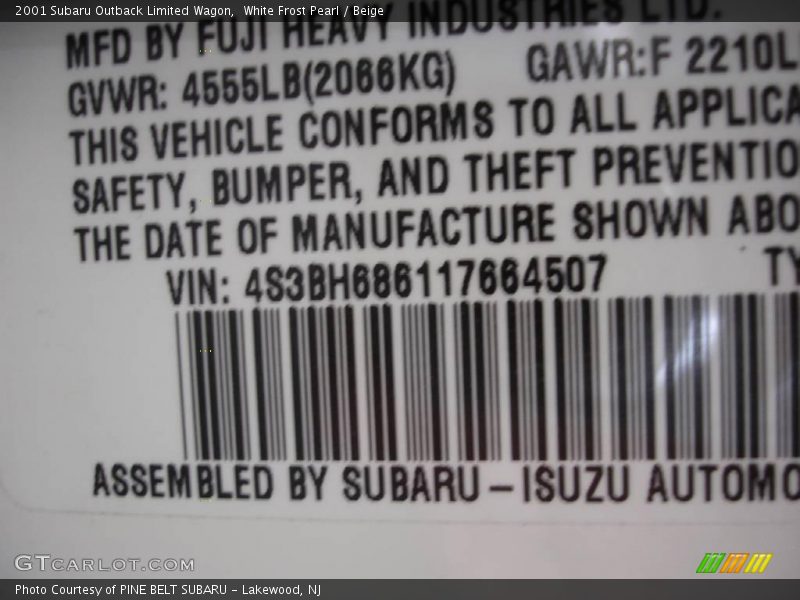 2001 Subaru Outback Limited Wagon,  White Frost Pearl / Beige
MFD BY FUJI HEAVY INDUSTRIES LTD.
GVWR: 4555LB(2066KG) GAWR:F 2210L
THIS VEHICLE CONFORMS TO ALL APPLICA
SAFETY, BUMPER, AND THEFT PREVENTIO
THE DATE OF MANUFACTURE SHOWN ABO
VIN: 4S3BH686117664507 TY
ASSEMBLED BY SUBARU-ISUZU AUTOMO
GTCARLOT.COM
Photo Courtesy of PINE BELT SUBARU - Lakewood, NJ